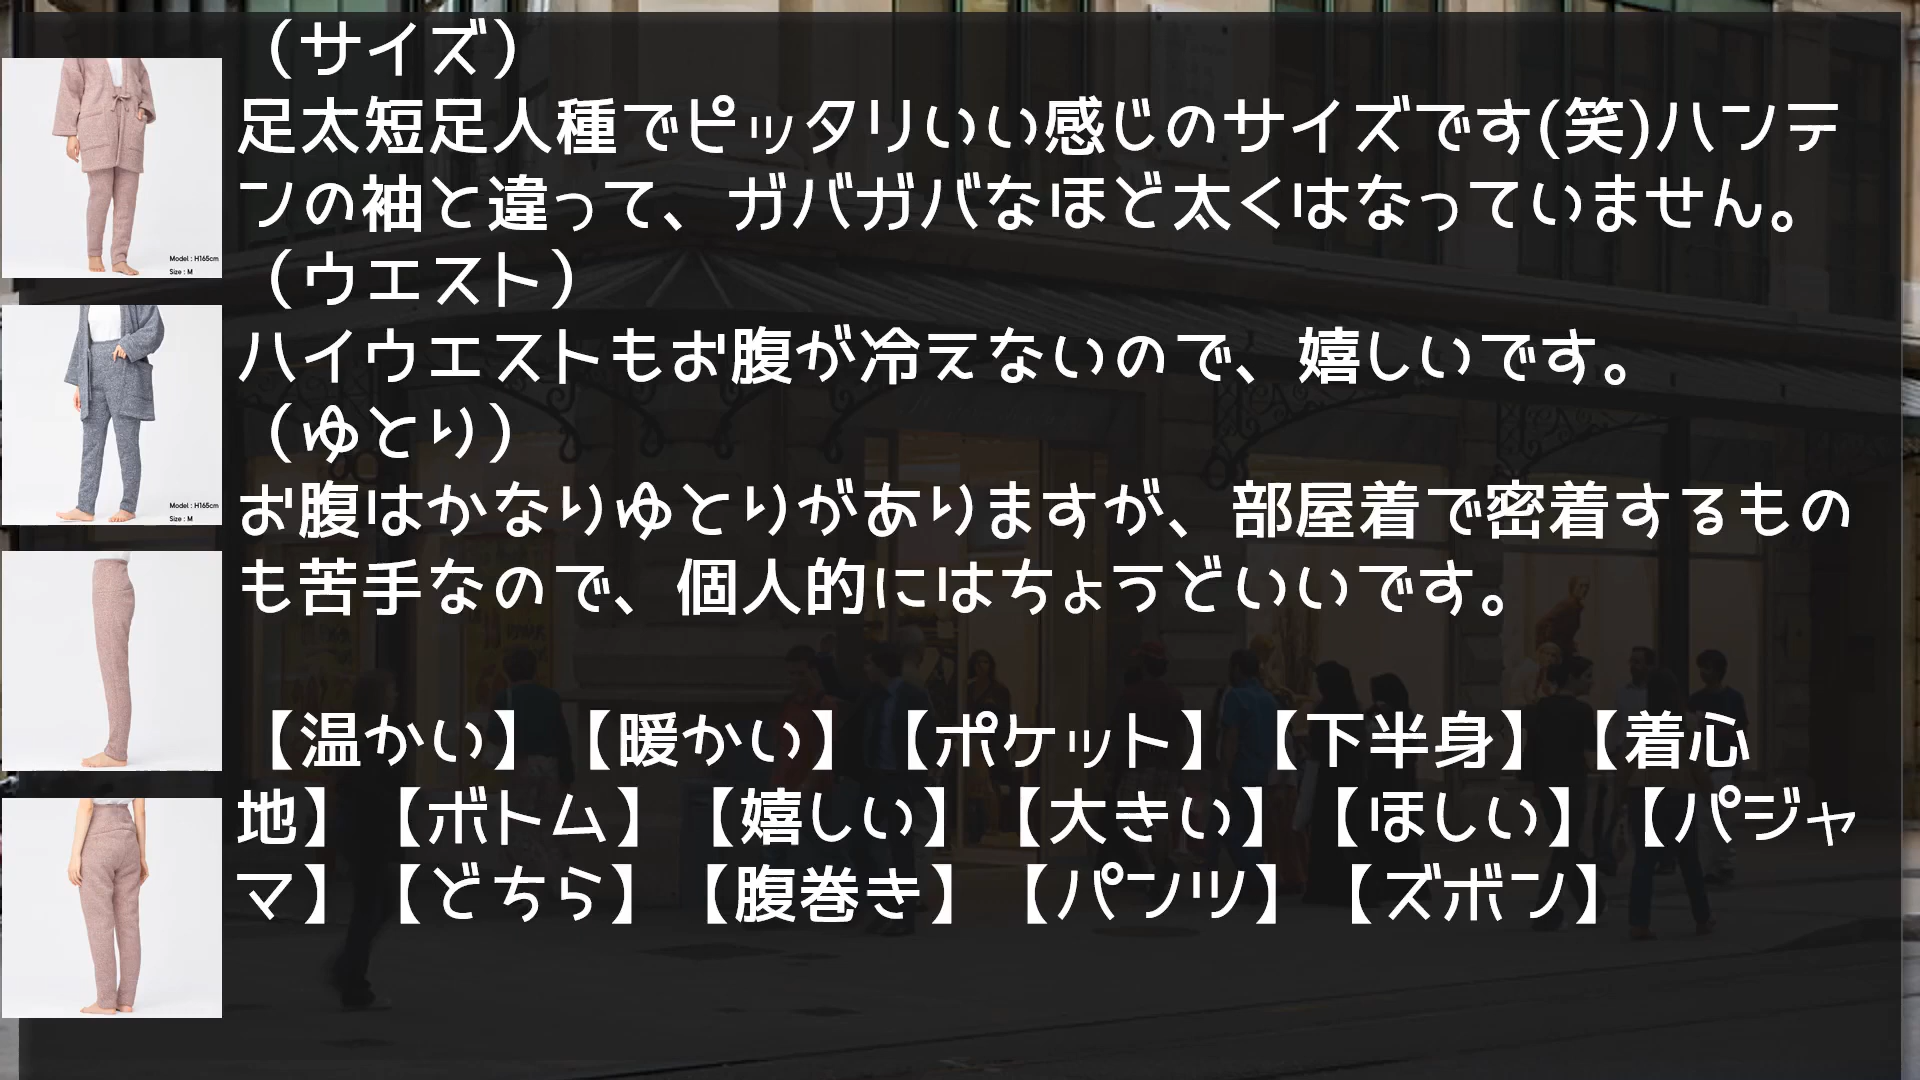 （サイズ）
足太短足人種でピッタリいい感じのサイズです(笑)ハンテ
ンの袖と違って、ガバガバなほど太くはなっていません。
（ウエスト）
ハイウエストもお腹が冷えないので、嬉しいです。
（ゆとり）
お腹はかなりゆとりがありますが、部屋着で密着するもの
も苦手なので、個人的にはちょうどいいです。
【温かい】【暖かい】【ポケット】【下半身】【着心
地】【ボトム】【嬉しい】【大きい】【ほしい】【パジャ
マ】【どちら】【腹巻き】【パンツ】【ズボン】
Model : H165cm
Size : M
Model : H165cm
Size : M